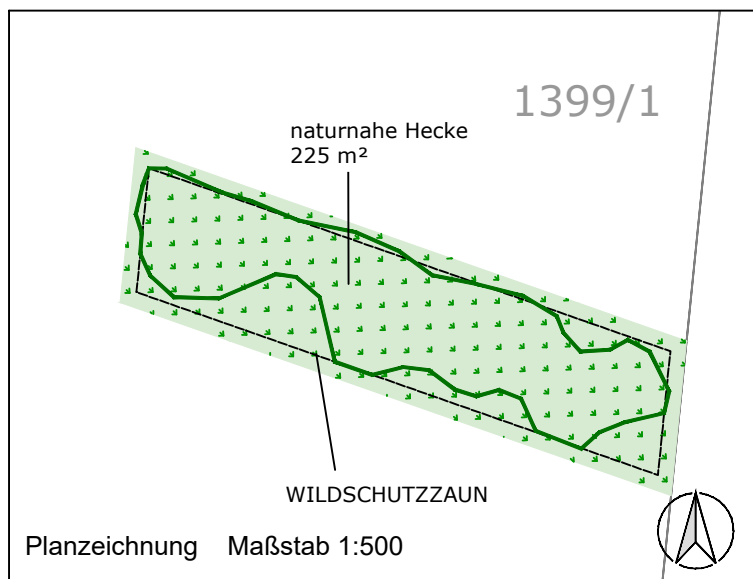 1399/1
naturnahe Hecke
225 m²
WILDSCHUTZZAUN
Planzeichnung Maßstab 1:500